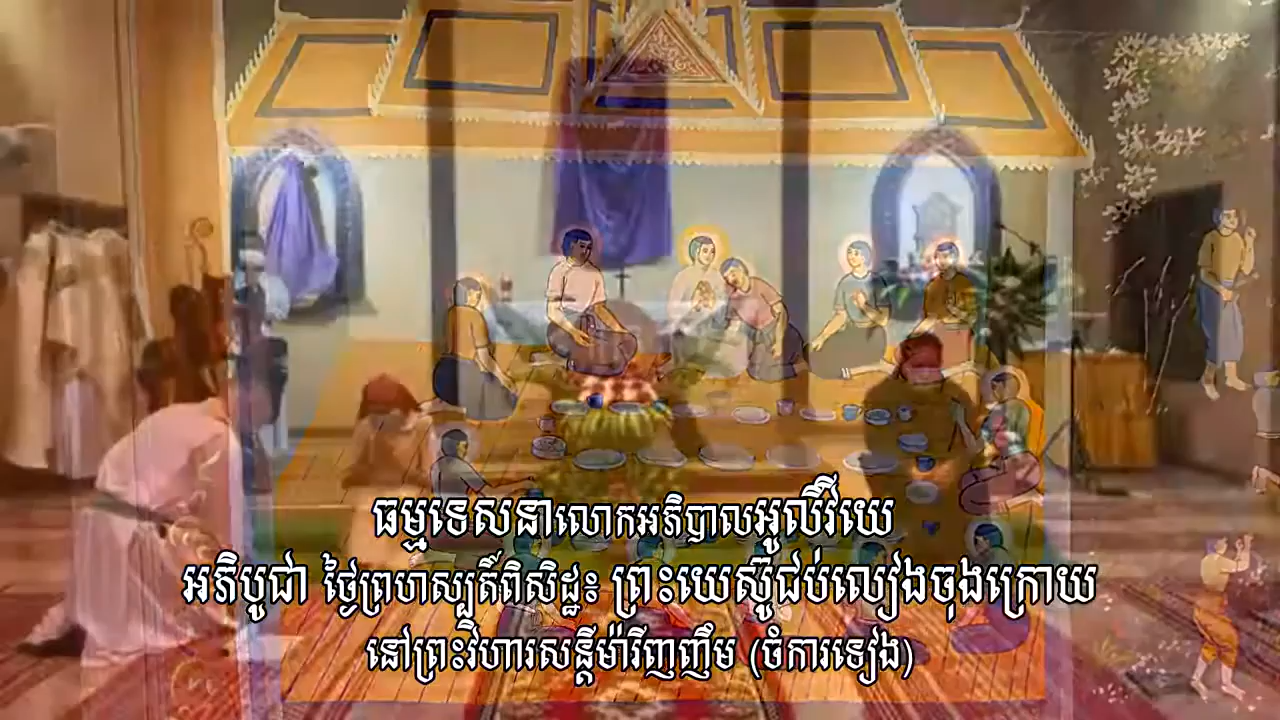 ធម្មទេសនាលោកអភិបាលអូលីវីយេ
អភិបូជា ថ្ងៃព្រហស្បតិ៍ពិសិដ្ឋ៖ ព្រះយេស៊ូជប់លៀងចុងក្រោយ
នៅព្រះវិហារសន្តីម៉ារីញញឹម (ចំការទៀង)